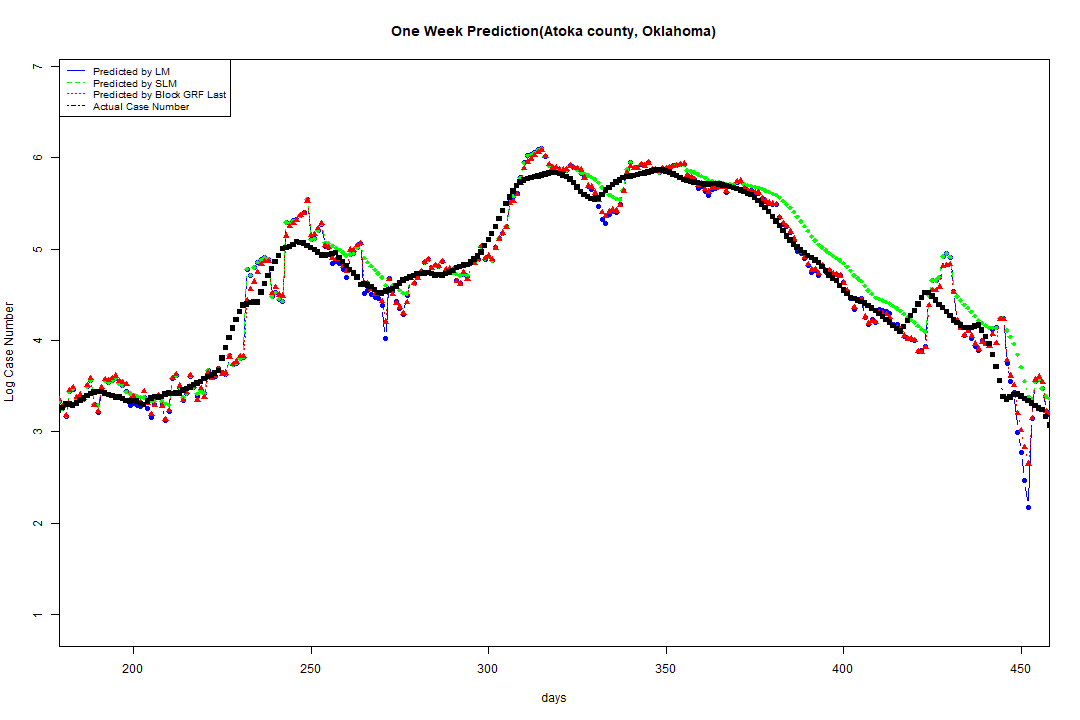 One Week Prediction(Atoka county, Oklahoma)
Predicted by LM
Predicted by SLM
Predicted by Block GRF Last
Actual Case Number
7
6
5
4
3
2
1
Log Case Number
200 250 300 350 400 450
days